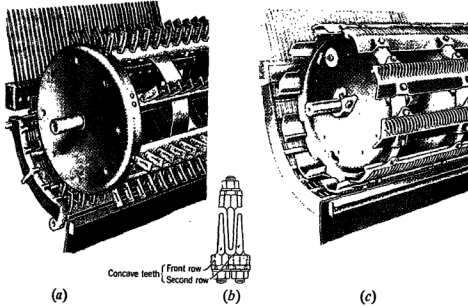 Concave teeth { Front row
Second row
(a)
(b)
(c)